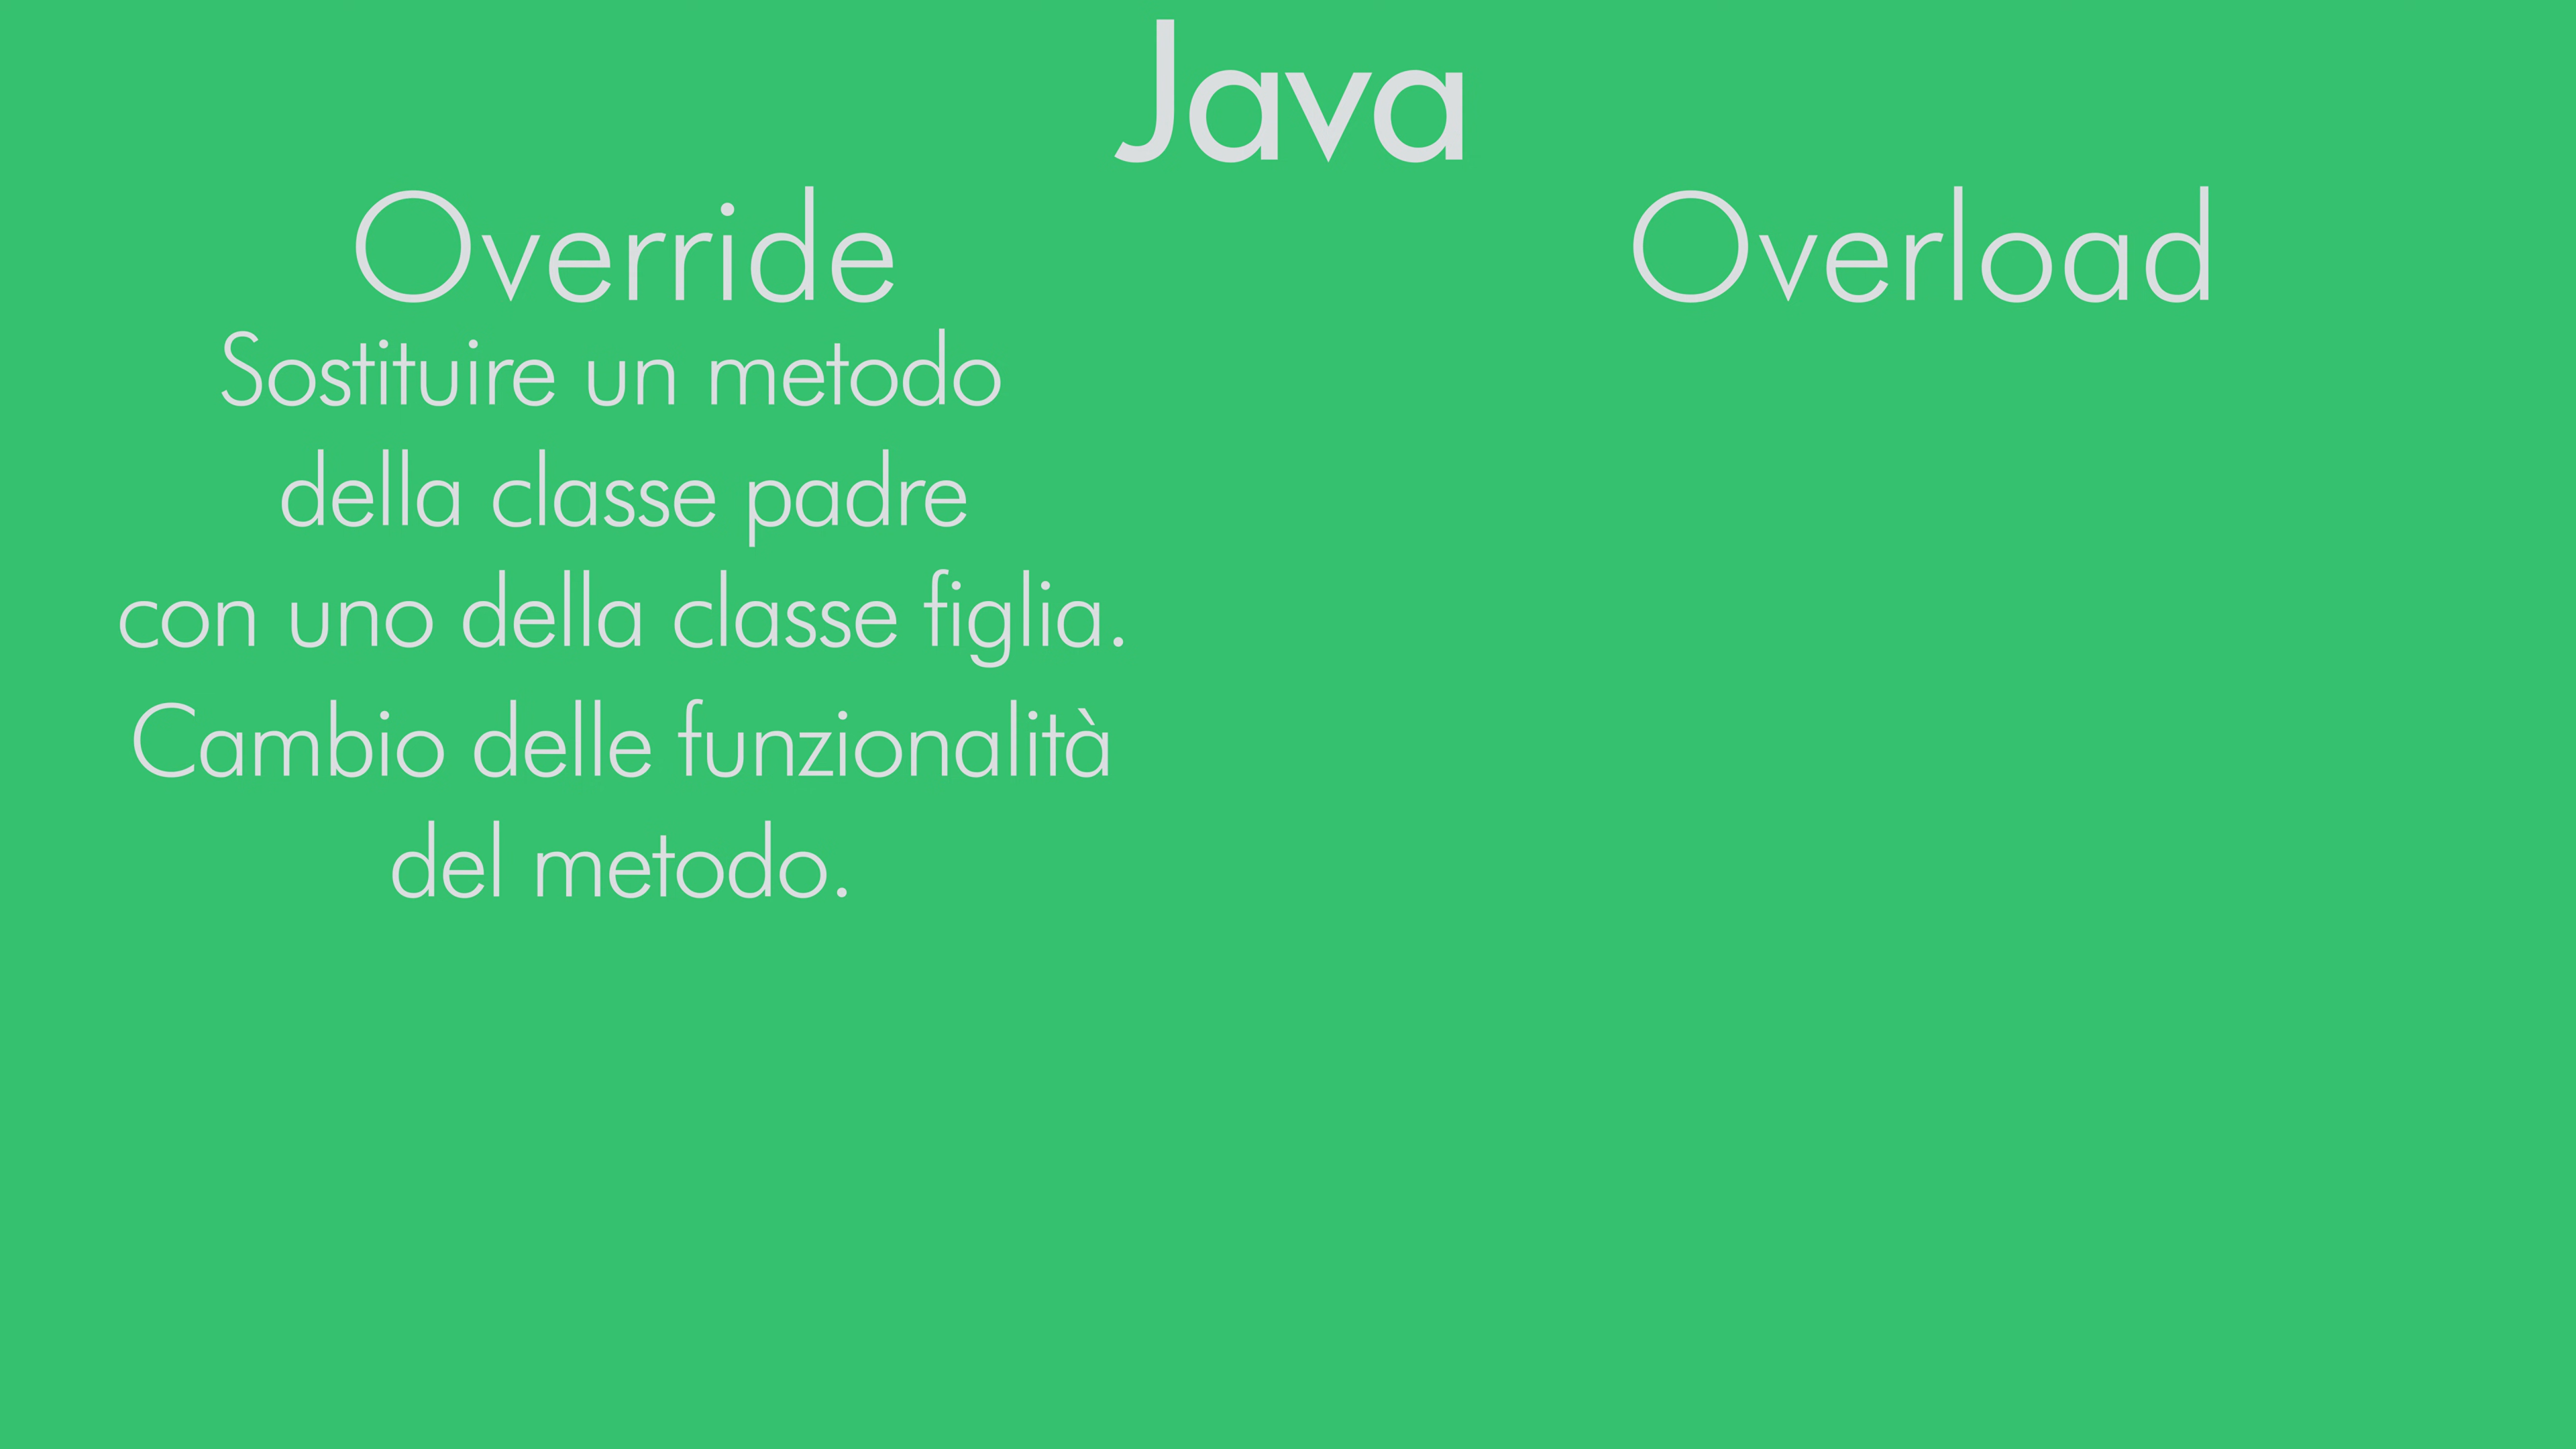 Java
Override
Sostituire un metodo
della classe padre
con uno della classe figlia.
Cambio delle funzionalità
del metodo.
Overload